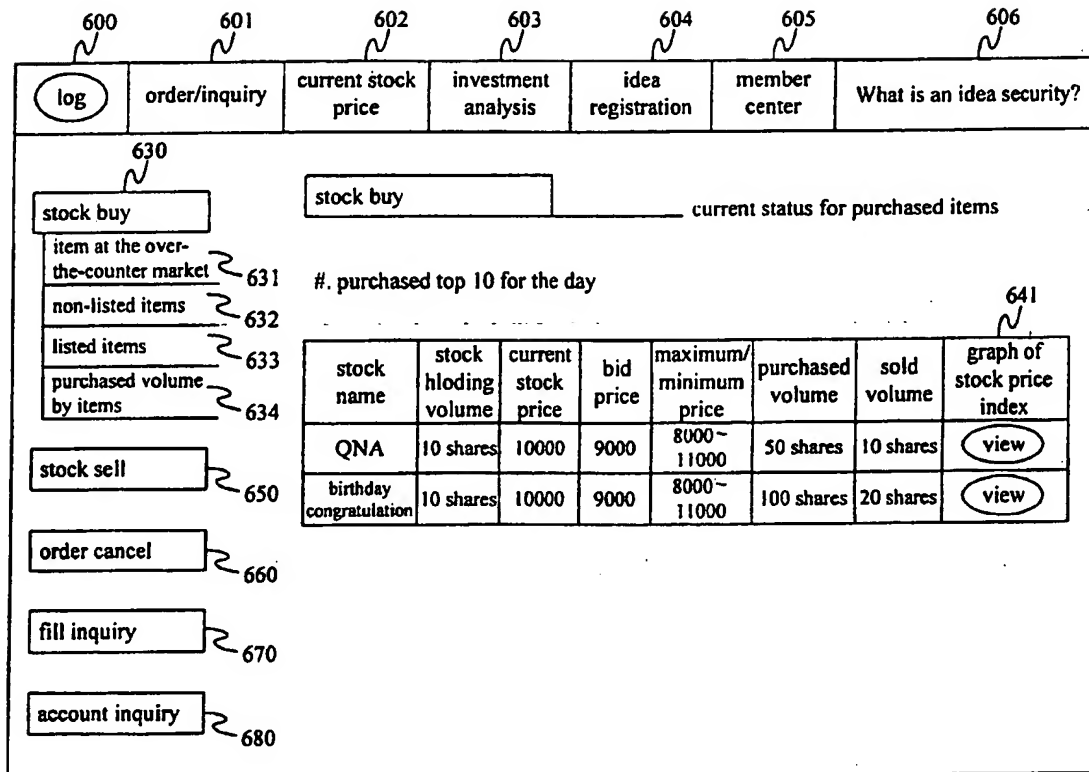 600 601 602 603 604 605 606
log order/inquiry current stock price investment analysis idea registration member center What is an idea security?
630
stock buy
item at the over-
the-counter market
631
non-listed items
632
listed items
633
purchased volume
by items
634
stock sell
650
order cancel
660
fill inquiry
670
account inquiry
680
stock buy
current status for purchased items
#. purchased top 10 for the day
641
stock name stock hloding volume current stock price bid price maximum/ minimum price purchased volume sold volume graph of stock price index
QNA 10 shares 10000 9000 8000~ 11000 50 shares 10 shares view
birthday congratulation 10 shares 10000 9000 8000~ 11000 100 shares 20 shares view